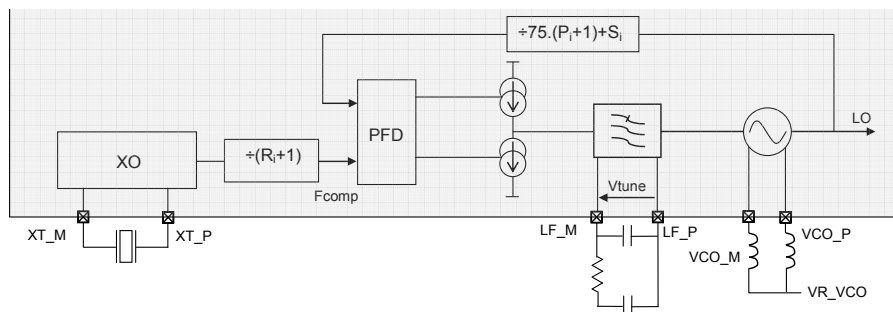 ÷75.(Pi+1)+Si
LO
PFD
XO
÷(Ri+1)
Fcomp
Vtune
XT_M
XT_P
LF_M
LF_P
VCO_M
VCO_P
VR_VCO